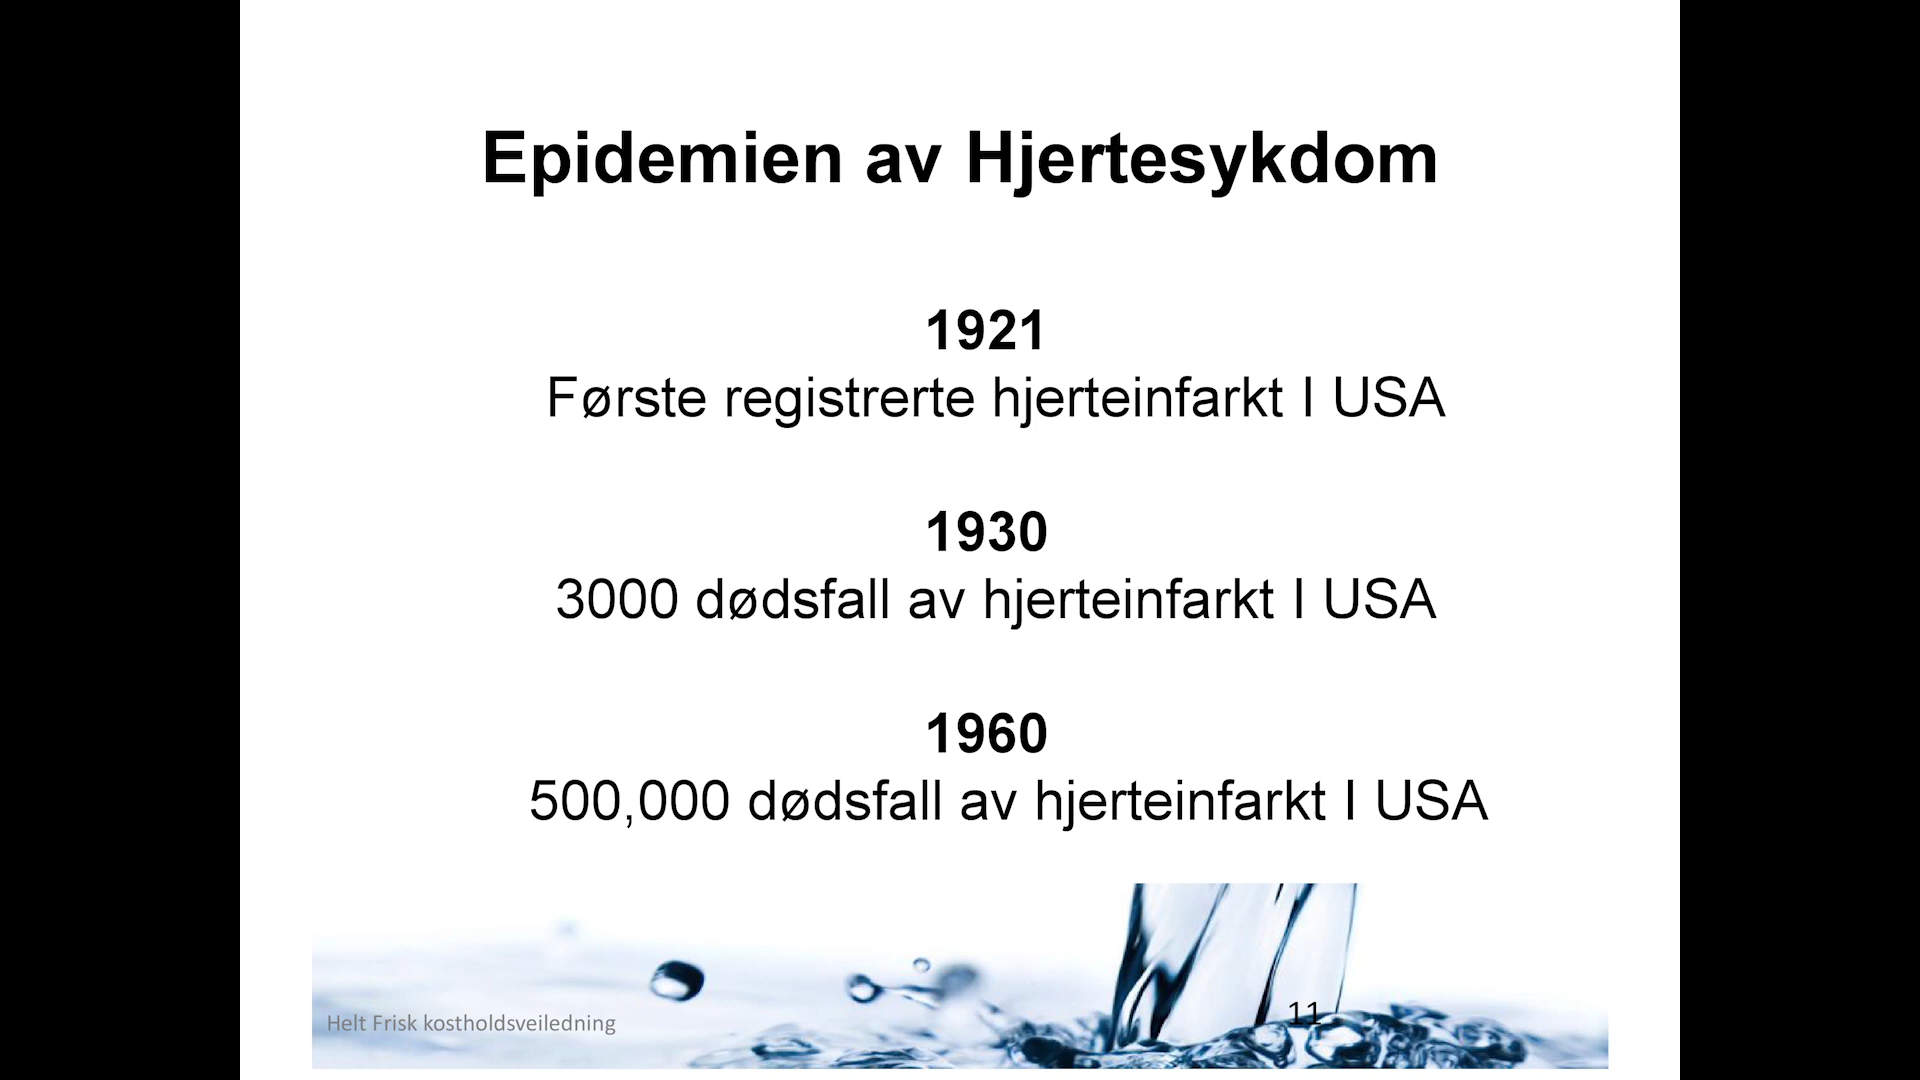 Epidemien av Hjertesykdom
1921
Første registrerte hjerteinfarkt I USA
1930
3000 dødsfall av hjerteinfarkt I USA
1960
500,000 dødsfall av hjerteinfarkt I USA
Helt Frisk kostholdsveiledning
11